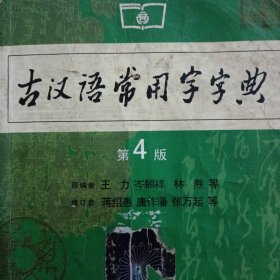 古汉语常用字字典
第4版
原编者 王力 岑麒祥 林焘 等
增订者 蒋绍愚 唐作藩 张万起 等